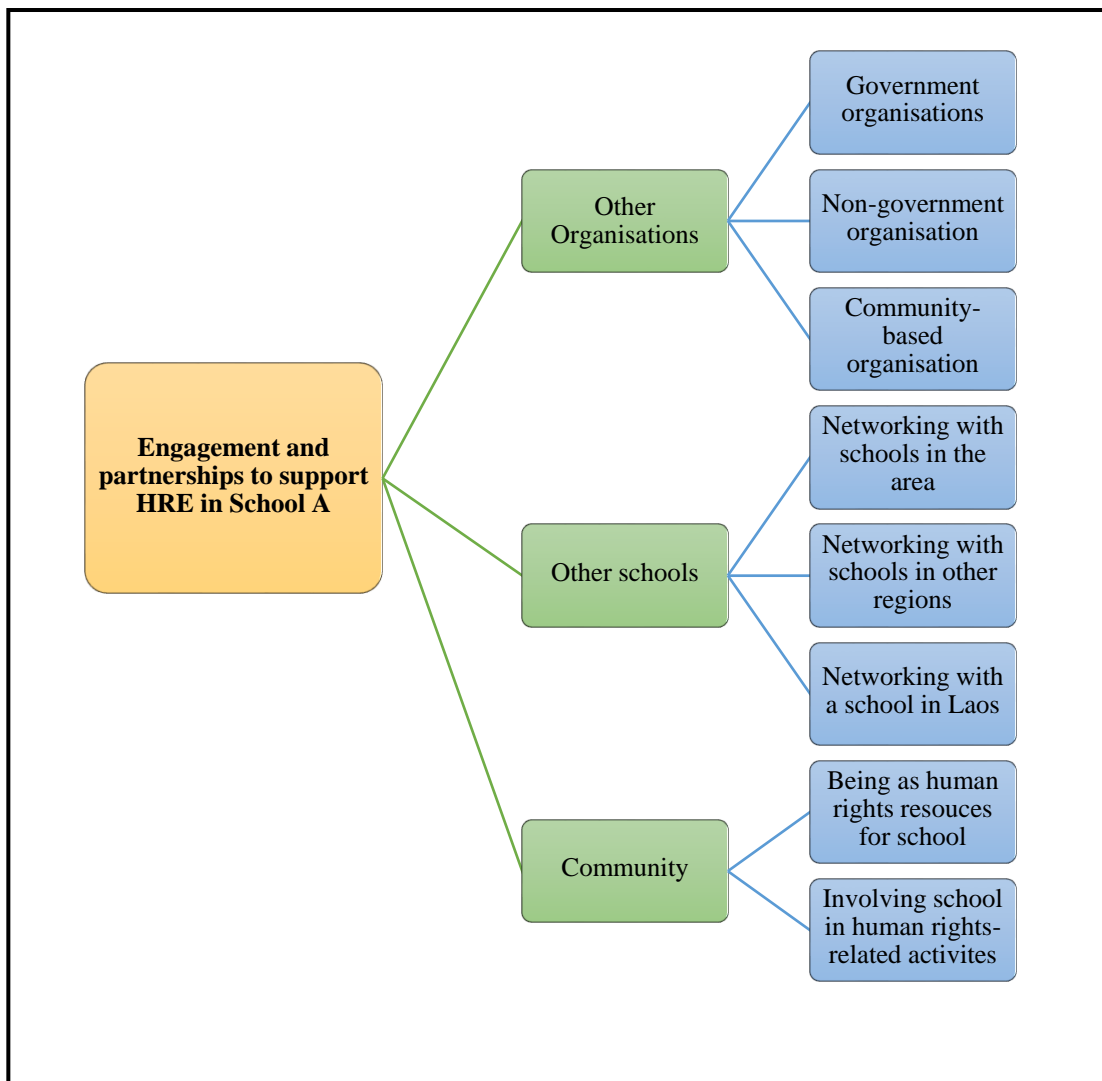 Engagement and
partnerships to support
HRE in School A
Other
Organisations
Government
organisations
Non-government
organisation
Community-
based
organisation
Other schools
Networking with
schools in the
area
Networking with
schools in other
regions
Networking with
a school in Laos
Community
Being as human
rights resouces
for school
Involving school
in human rights-
related activites